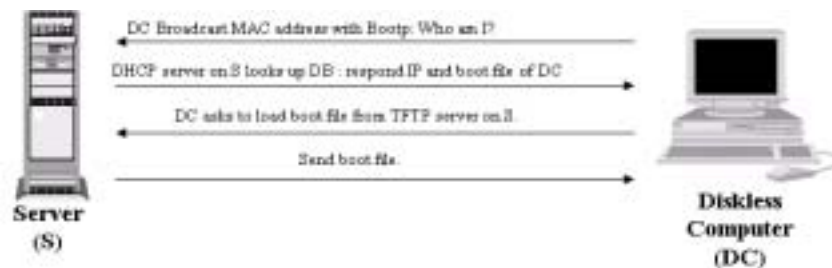 DC Broadcast MAC address with Bootp: Who am I?
DHCP server on S looks up DB : respond IP and boot file of DC
DC asks to load boot file from TFTP server on S.
Send boot file.
Server
(S)
Diskless
Computer
(DC)